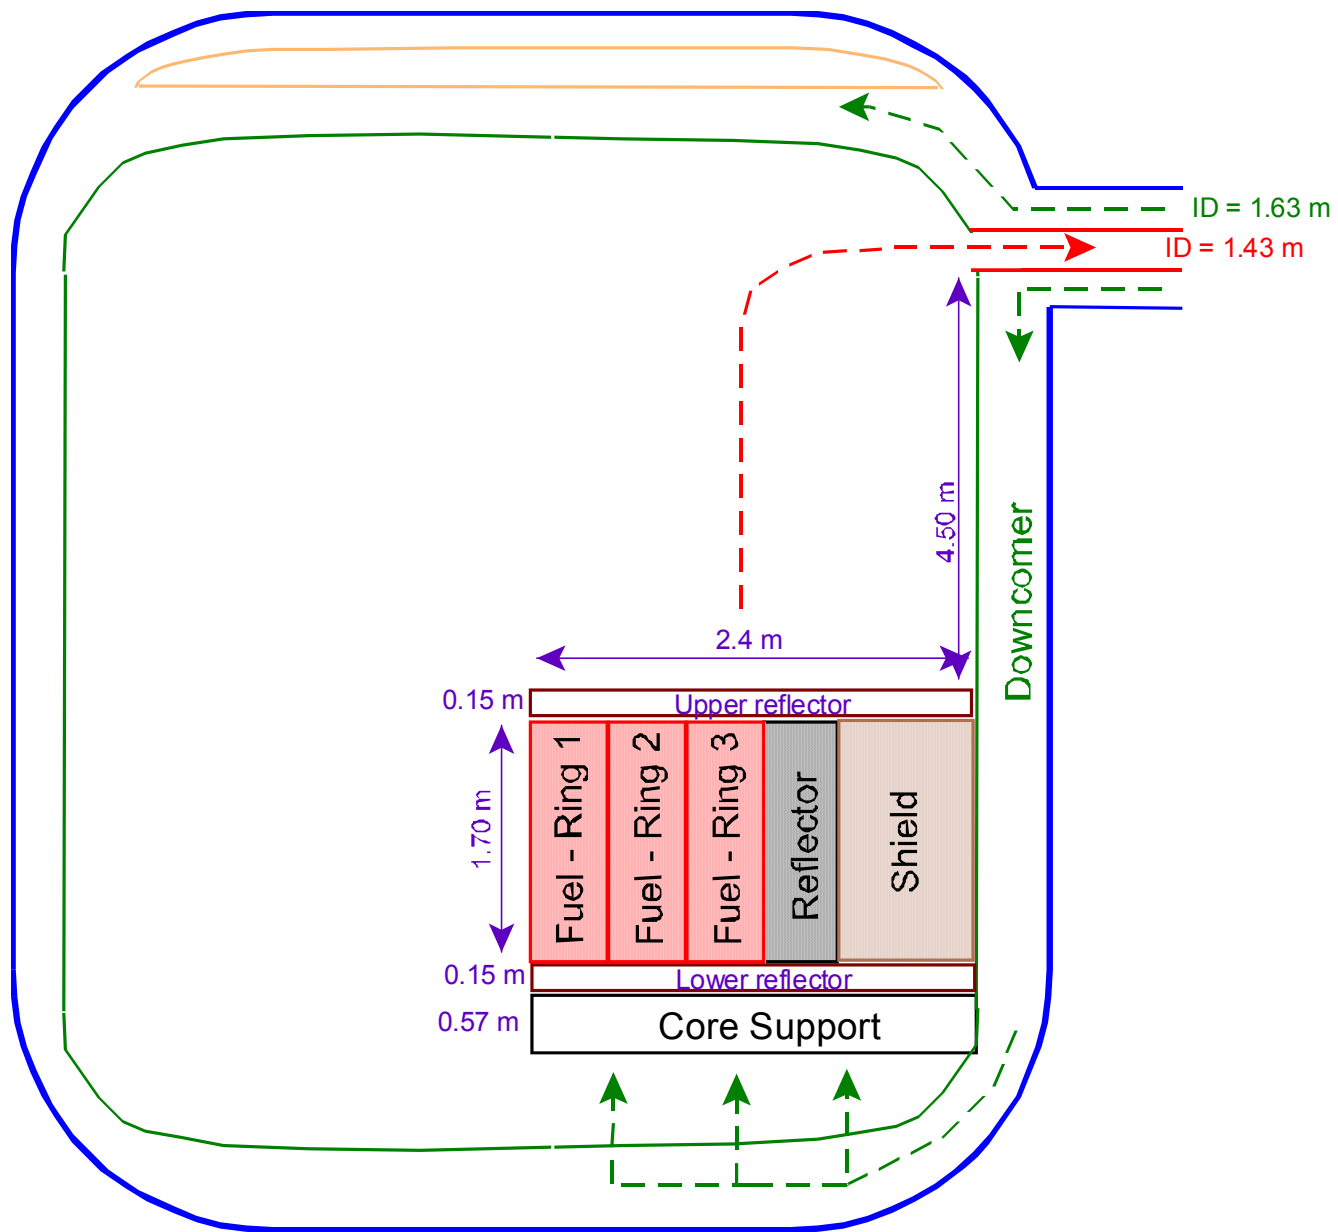 ID = 1.63 m
ID = 1.43 m
4.50 m
Downcomer
2.4 m
0.15 m
Upper reflector
1.70 m
Fuel - Ring 1
Fuel - Ring 2
Fuel - Ring 3
Reflector
Shield
0.15 m
Lower reflector
0.57 m
Core Support